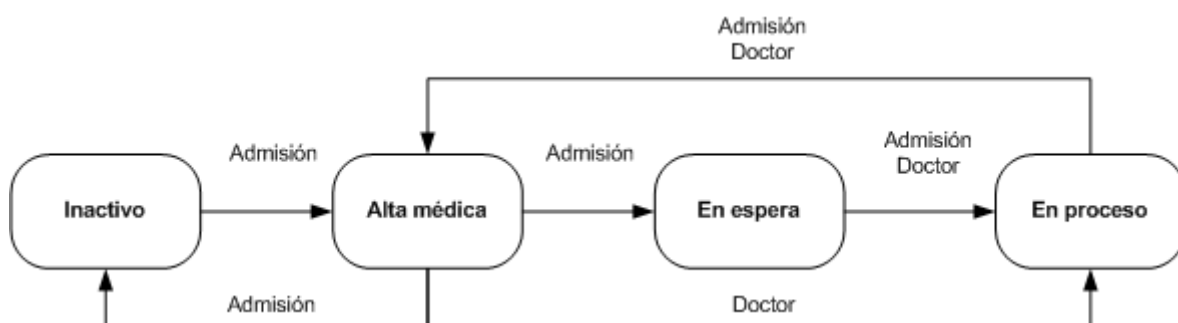 Admisión
Doctor
Admisión
Admisión
Admisión
Doctor
Inactivo
Alta médica
En espera
En proceso
Admisión
Doctor